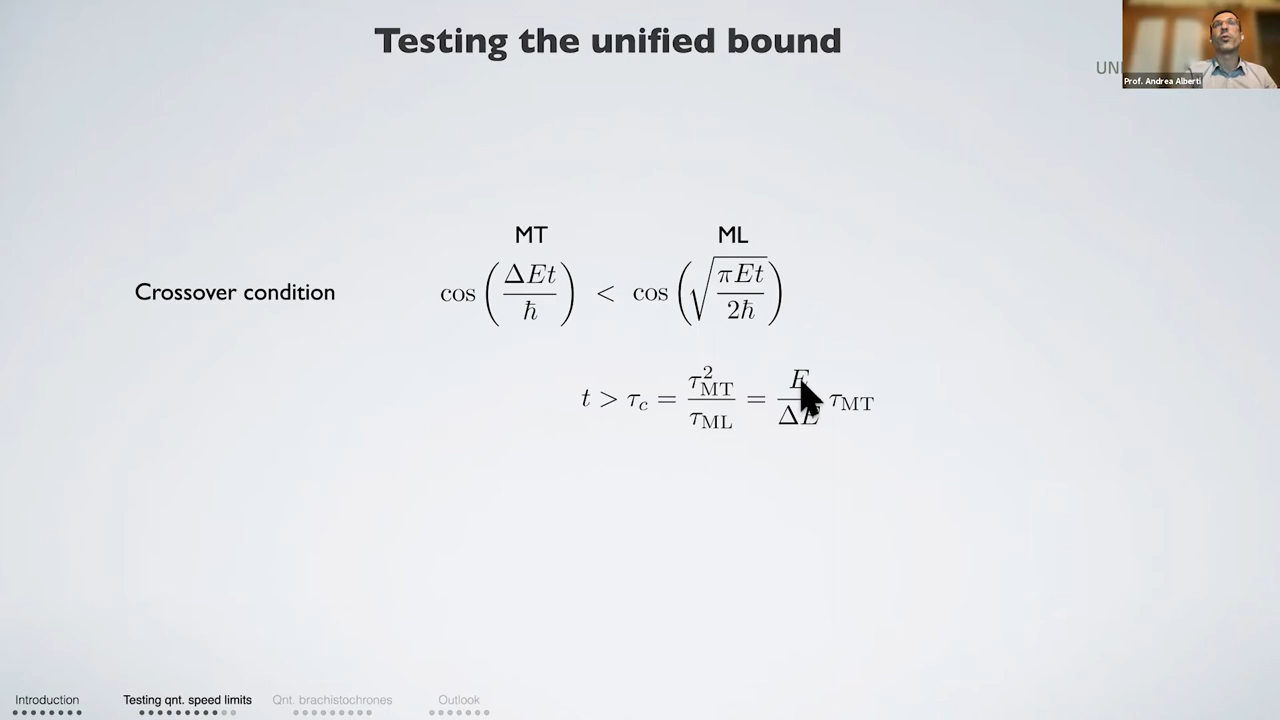 Testing the unified bound
UNI
Prof. Andrea Alberti
MT ML
Crossover condition cos(ΔEt/ħ) < cos(√(πEt/2ħ))
t > τ_c = τ²_MT/τ_ML = E/ΔE τ_MT
Introduction Testing qnt. speed limits Qnt. brachistochrones Outlook